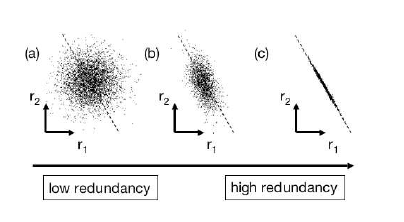 (a) (b) (c)
r2 r2 r2
r1 r1 r1
low redundancy high redundancy